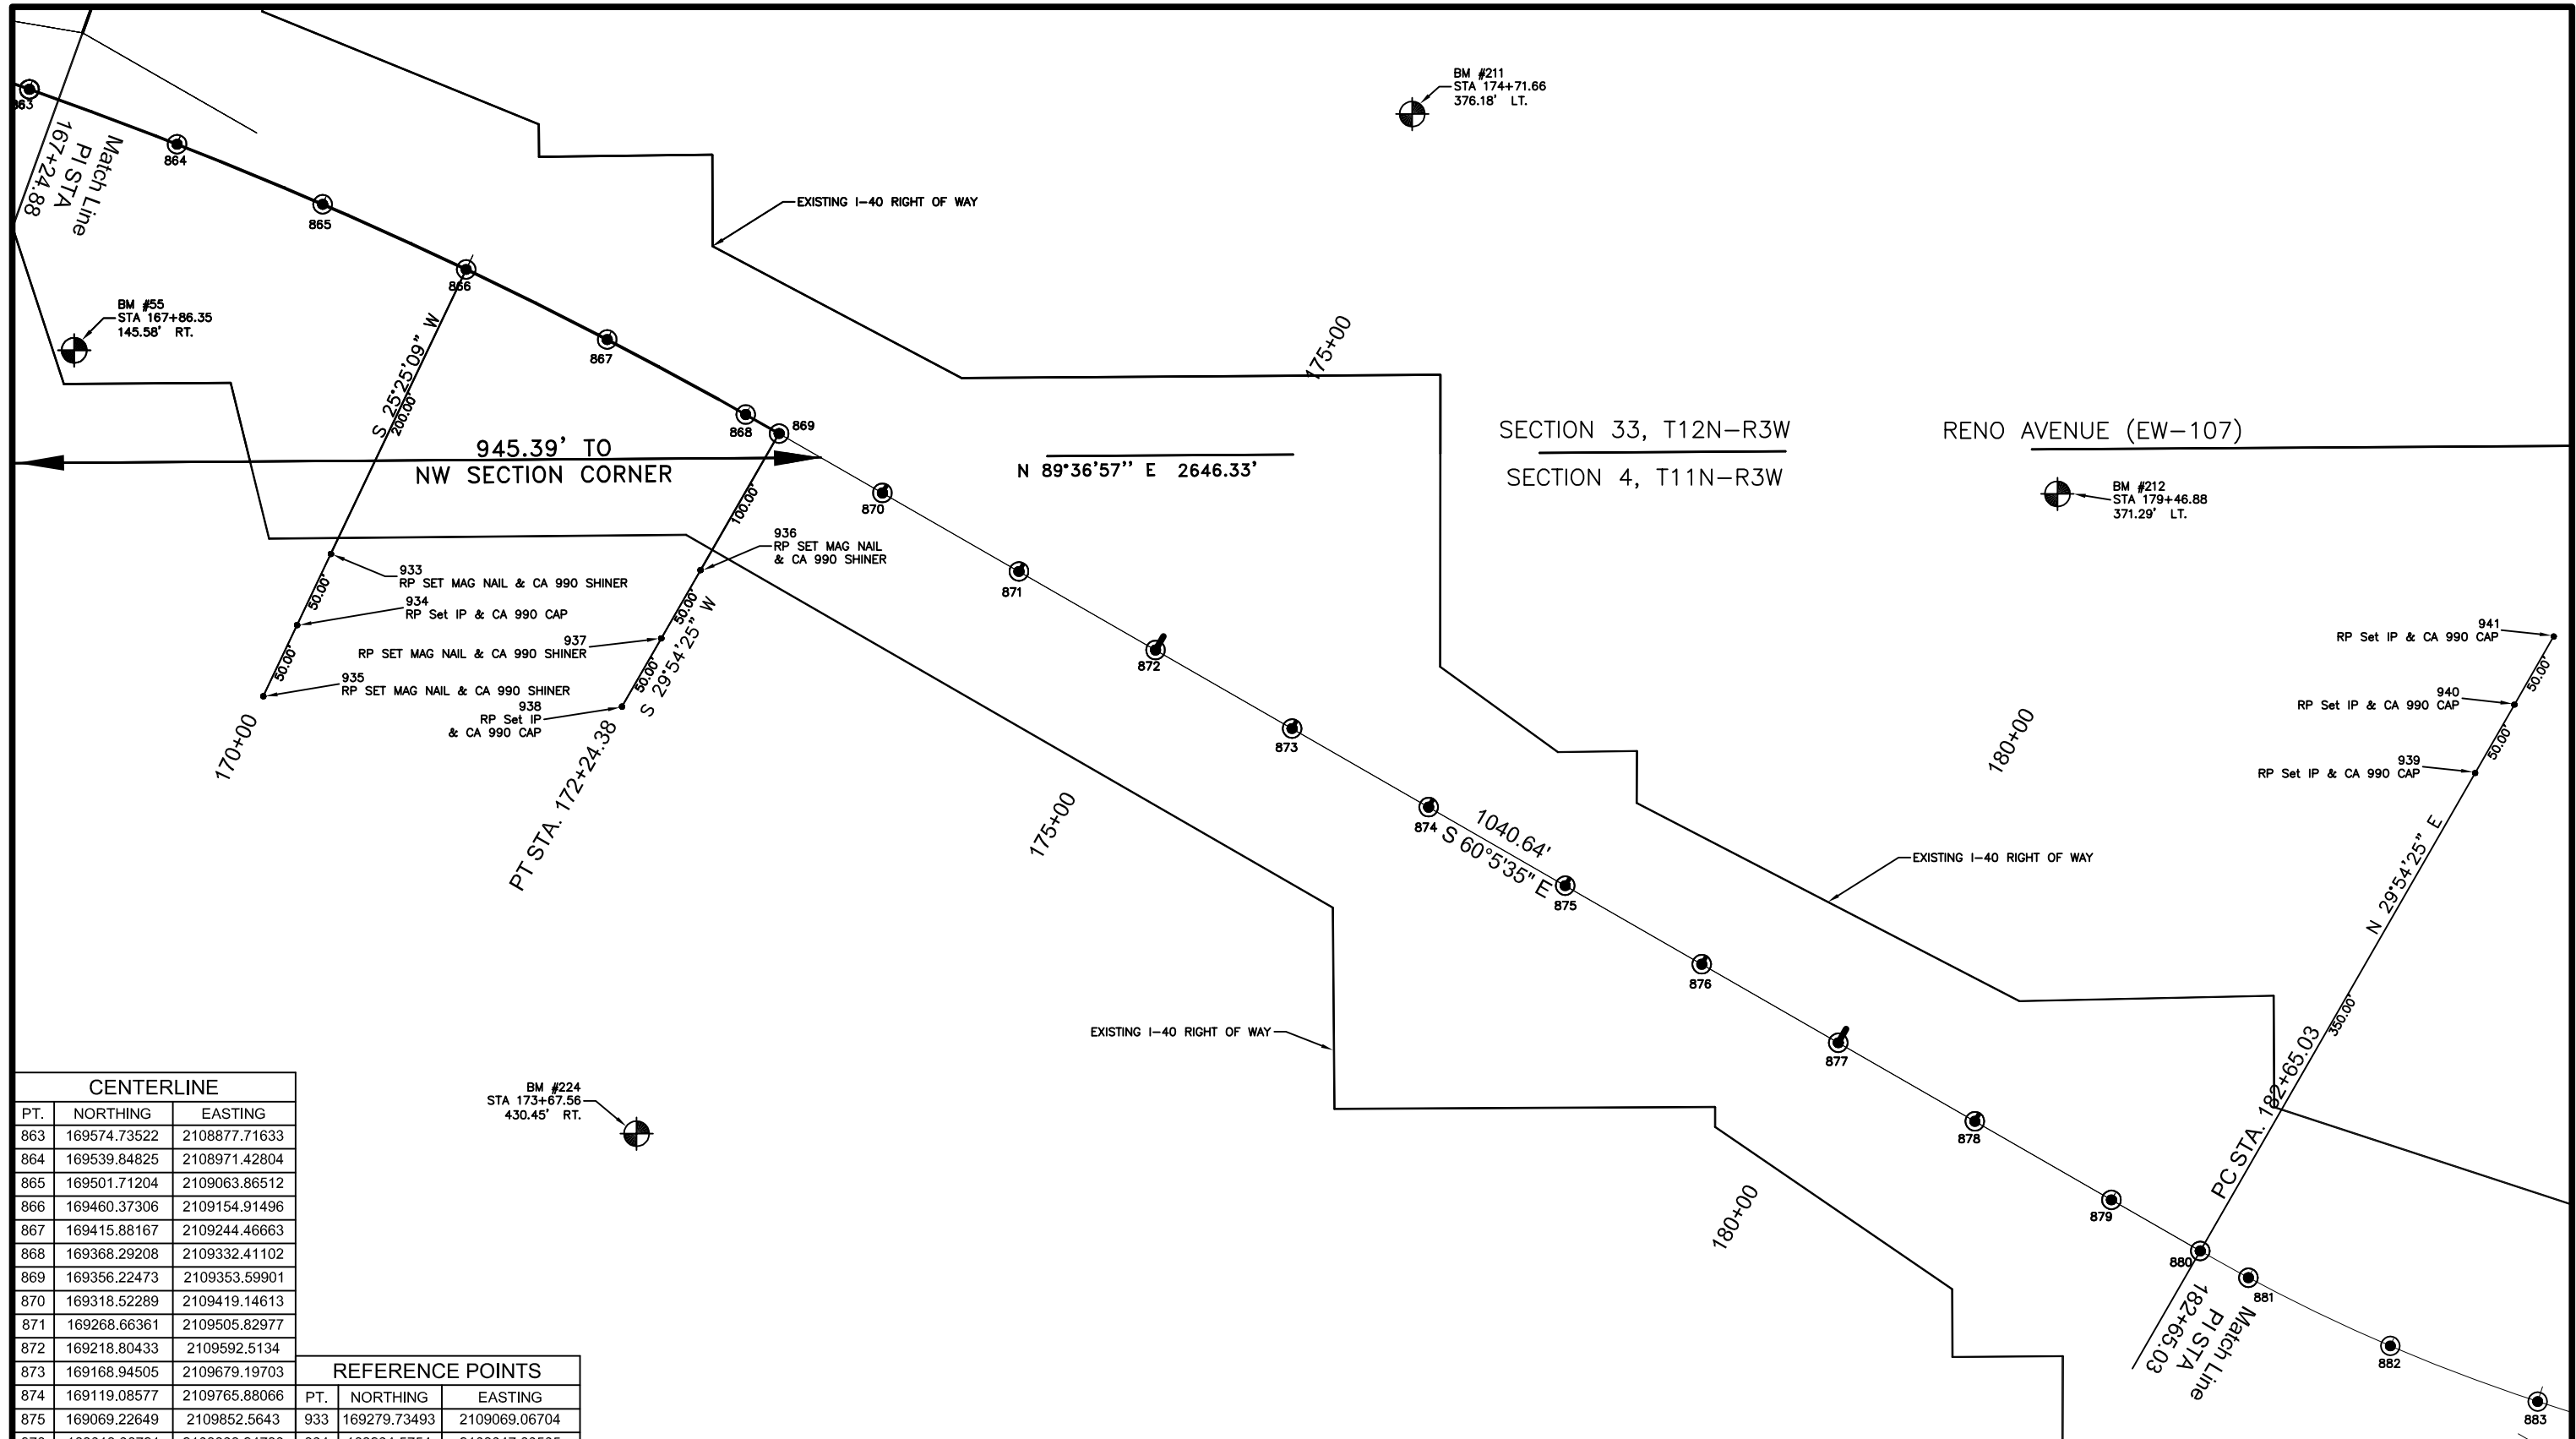 BM #211
STA 174+71.66
376.18' LT.
863
864
Match Line
PI STA
167+24.88
865
EXISTING I-40 RIGHT OF WAY
866
BM #55
STA 167+86.35
145.58' RT.
S 25°25'09" W
200.00'
867
175+00
868
869
945.39' TO
NW SECTION CORNER
N 89°36'57'' E 2646.33'
SECTION 33, T12N-R3W
SECTION 4, T11N-R3W
RENO AVENUE (EW-107)
BM #212
STA 179+46.88
371.29' LT.
870
100.00'
936
RP SET MAG NAIL
& CA 990 SHINER
871
933
RP SET MAG NAIL & CA 990 SHINER
50.00'
934
RP Set IP & CA 990 CAP
50.00'
937
RP SET MAG NAIL & CA 990 SHINER
S 29°54'25" W
50.00'
935
RP SET MAG NAIL & CA 990 SHINER
50.00'
938
RP Set IP
& CA 990 CAP
170+00
PT STA. 172+24.38
872
941
RP Set IP & CA 990 CAP
50.00'
940
RP Set IP & CA 990 CAP
50.00'
939
RP Set IP & CA 990 CAP
873
180+00
175+00
874
1040.64'
S 60°5'35" E
875
EXISTING I-40 RIGHT OF WAY
N 29°54'25" E
350.00'
876
EXISTING I-40 RIGHT OF WAY
877
PC STA. 182+65.03
BM #224
STA 173+67.56
430.45' RT.
878
879
180+00
880
881
Match Line
PI STA
182+65.03
882
883
CENTERLINE
PT. NORTHING EASTING
863 169574.73522 2108877.71633
864 169539.84825 2108971.42804
865 169501.71204 2109063.86512
866 169460.37306 2109154.91496
867 169415.88167 2109244.46663
868 169368.29208 2109332.41102
869 169356.22473 2109353.59901
870 169318.52289 2109419.14613
871 169268.66361 2109505.82977
872 169218.80433 2109592.5134
873 169168.94505 2109679.19703
874 169119.08577 2109765.88066
875 169069.22649 2109852.5643
REFERENCE POINTS
PT. NORTHING EASTING
933 169279.73493 2109069.06704